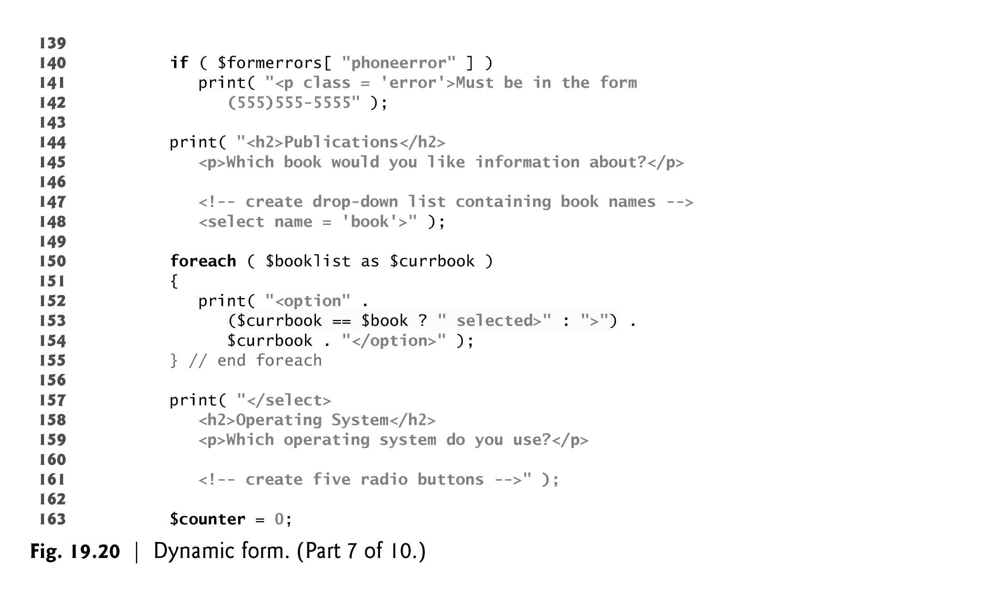 139
140 if ( $formerrors[ "phoneerror" ] )
141 print( "<p class = 'error'>Must be in the form
142 (555)555-5555" );
143
144 print( "<h2>Publications</h2>
145 <p>Which book would you like information about?</p>
146
147 <!-- create drop-down list containing book names -->
148 <select name = 'book'>" );
149
150 foreach ( $booklist as $currbook )
151 {
152 print( "<option" .
153 ($currbook == $book ? " selected>" : ">") .
154 $currbook . "</option>" );
155 } // end foreach
156
157 print( "</select>
158 <h2>Operating System</h2>
159 <p>Which operating system do you use?</p>
160
161 <!-- create five radio buttons -->" );
162
163 $counter = 0;
Fig. 19.20 | Dynamic form. (Part 7 of 10.)